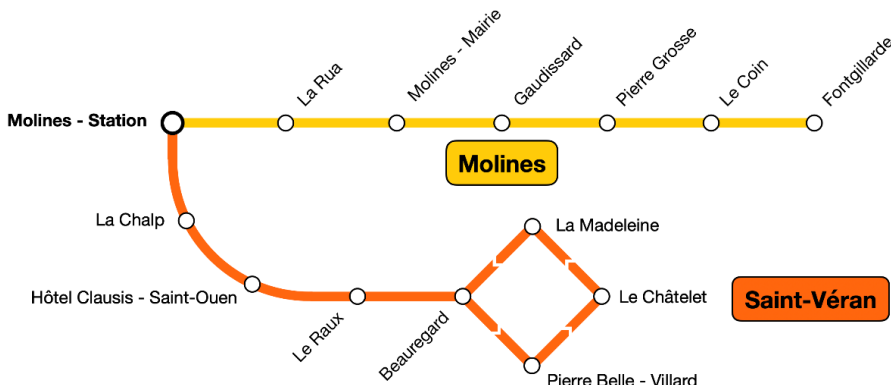 La Rua
Molines - Mairie
Gaudissard
Pierre Grosse
Le Coin
Fontgillarde
Molines - Station
Molines
La Chalp
La Madeleine
Hôtel Clausis - Saint-Ouen
Le Châtelet
Saint-Véran
Le Raux
Beauregard
Pierre Belle - Villard